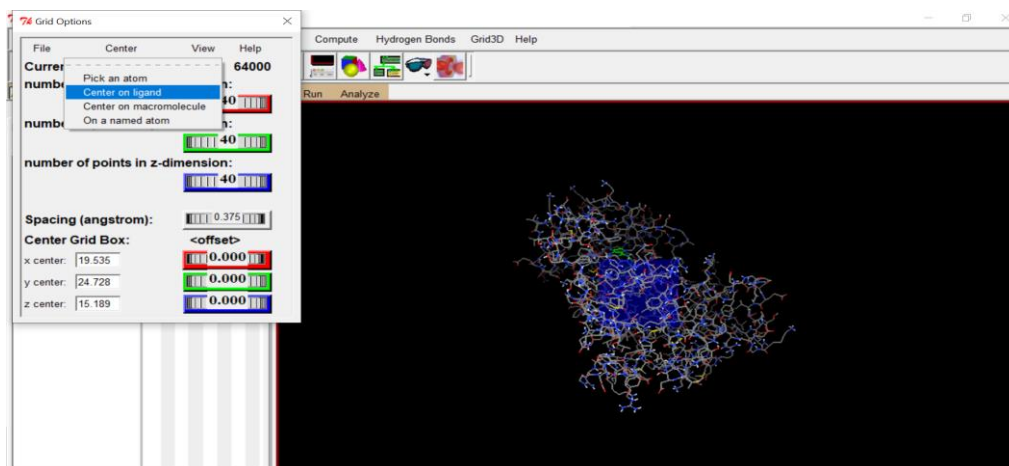 Grid Options
File Center View Help
Compute Hydrogen Bonds Grid3D Help
Curren 64000
Pick an atom
Center on ligand
Center on macromolecule
On a named atom
numbe n:
40
Run Analyze
numbe n:
40
number of points in z-dimension:
40
Spacing (angstrom): 0.375
Center Grid Box: <offset>
x center: 19.535 0.000
y center: 24.728 0.000
z center: 15.189 0.000